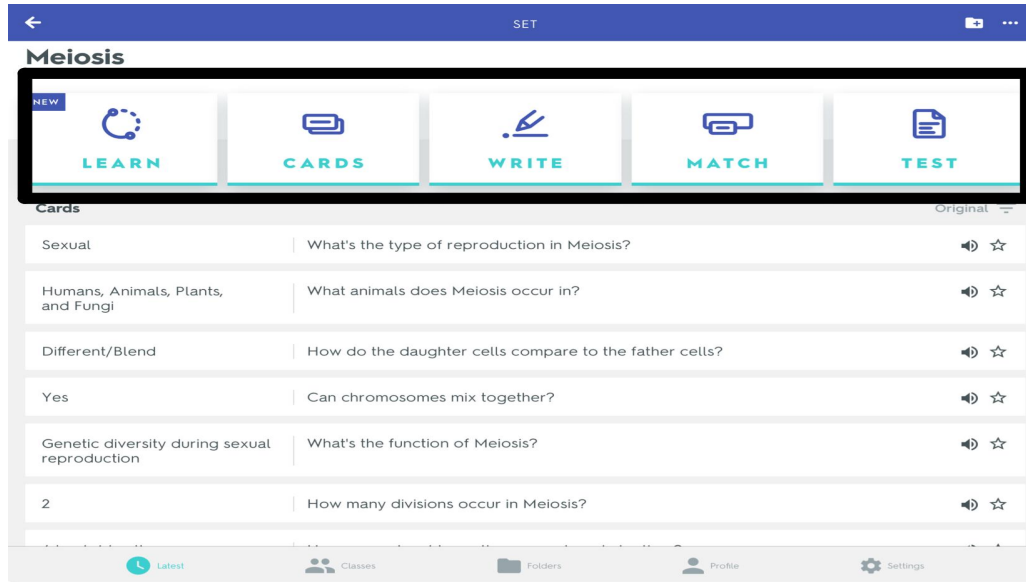 SET
Meiosis
NEW
LEARN CARDS WRITE MATCH TEST
Cards Original
Sexual What's the type of reproduction in Meiosis?
Humans, Animals, Plants, and Fungi What animals does Meiosis occur in?
Different/Blend How do the daughter cells compare to the father cells?
Yes Can chromosomes mix together?
Genetic diversity during sexual reproduction What's the function of Meiosis?
2 How many divisions occur in Meiosis?
Latest Classes Folders Profile Settings